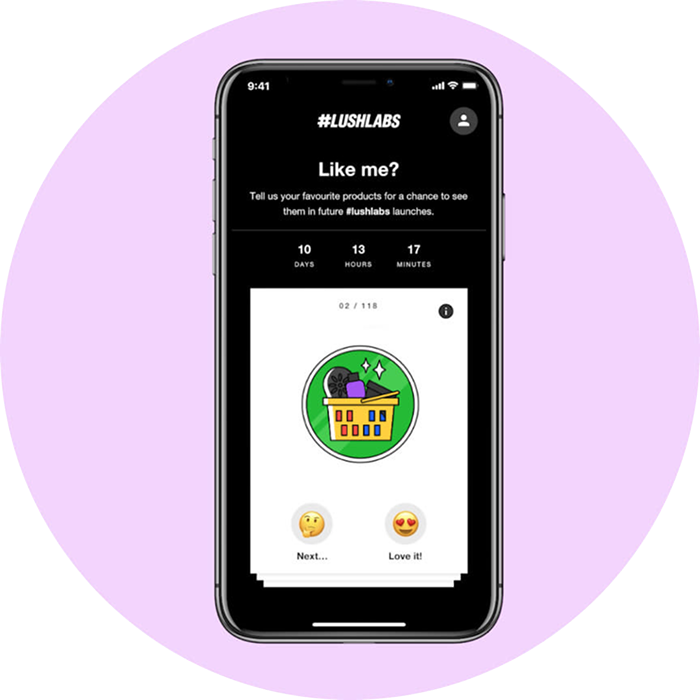 9:41
#LUSHLABS
Like me?
Tell us your favourite products for a chance to see
them in future #lushlabs launches.
10 13 17
DAYS HOURS MINUTES
02 / 118
Next... Love it!